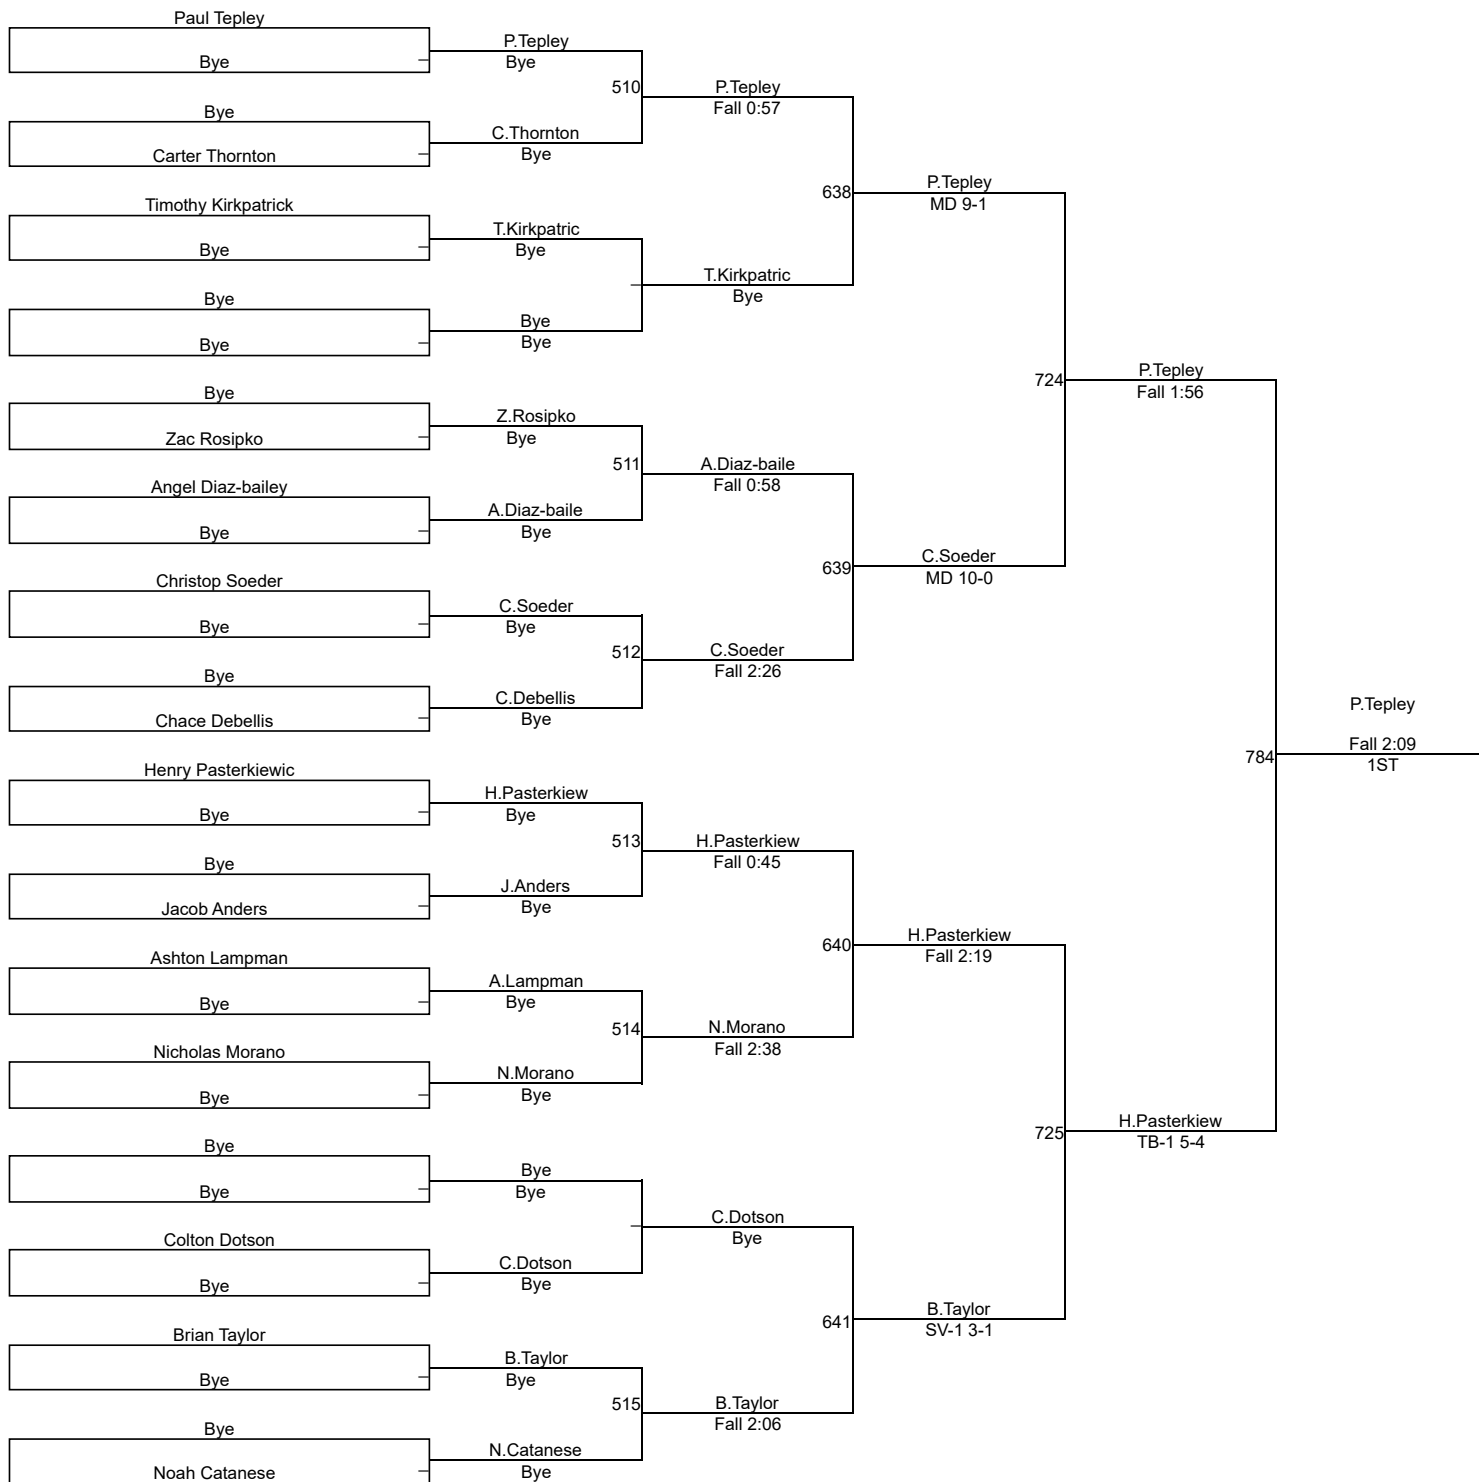 Paul Tepley
Bye
Bye
Carter Thornton
Timothy Kirkpatrick
Bye
Bye
Bye
Bye
Zac Rosipko
Angel Diaz-bailey
Bye
Christop Soeder
Bye
Bye
Chace Debellis
Henry Pasterkiewic
Bye
Bye
Jacob Anders
Ashton Lampman
Bye
Nicholas Morano
Bye
Bye
Bye
Colton Dotson
Bye
Brian Taylor
Bye
Bye
Noah Catanese
P.Tepley
Bye
510
C.Thornton
Bye
T.Kirkpatric
Bye
Bye
Bye
Z.Rosipko
Bye
511
A.Diaz-baile
Bye
C.Soeder
Bye
512
C.Debellis
Bye
H.Pasterkiew
Bye
513
J.Anders
Bye
A.Lampman
Bye
514
N.Morano
Bye
Bye
Bye
C.Dotson
Bye
B.Taylor
Bye
515
N.Catanese
Bye
P.Tepley
Fall 0:57
638
T.Kirkpatric
Bye
A.Diaz-baile
Fall 0:58
639
C.Soeder
Fall 2:26
H.Pasterkiew
Fall 0:45
640
N.Morano
Fall 2:38
C.Dotson
Bye
641
B.Taylor
Fall 2:06
P.Tepley
MD 9-1
724
C.Soeder
MD 10-0
H.Pasterkiew
Fall 2:19
725
B.Taylor
SV-1 3-1
P.Tepley
Fall 1:56
784
H.Pasterkiew
TB-1 5-4
P.Tepley
Fall 2:09
1ST